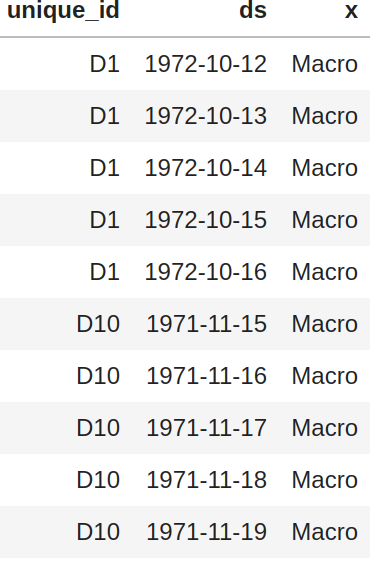 unique_id ds x
D1 1972-10-12 Macro
D1 1972-10-13 Macro
D1 1972-10-14 Macro
D1 1972-10-15 Macro
D1 1972-10-16 Macro
D10 1971-11-15 Macro
D10 1971-11-16 Macro
D10 1971-11-17 Macro
D10 1971-11-18 Macro
D10 1971-11-19 Macro